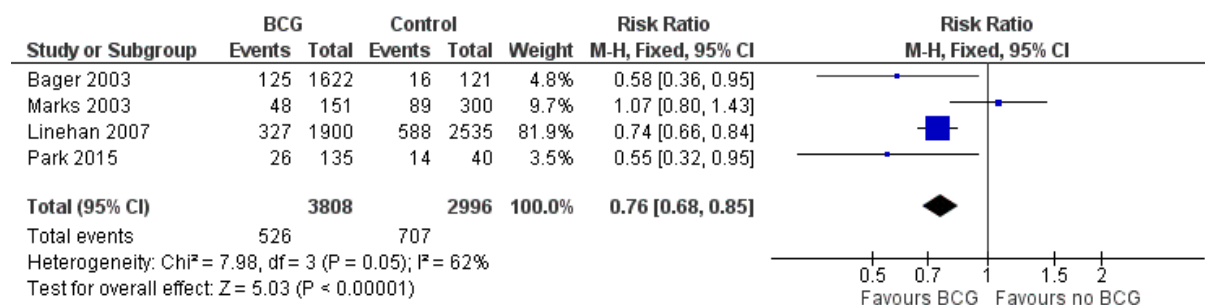 BCG Control Risk Ratio Risk Ratio
Study or Subgroup Events Total Events Total Weight M-H, Fixed, 95% CI M-H, Fixed, 95% CI
Bager 2003 125 1622 16 121 4.8% 0.58 [0.36, 0.95]
Marks 2003 48 151 89 300 9.7% 1.07 [0.80, 1.43]
Linehan 2007 327 1900 588 2535 81.9% 0.74 [0.66, 0.84]
Park 2015 26 135 14 40 3.5% 0.55 [0.32, 0.95]
Total (95% CI) 3808 2996 100.0% 0.76 [0.68, 0.85]
Total events 526 707
Heterogeneity: Chi² = 7.98, df = 3 (P = 0.05); I² = 62%
Test for overall effect: Z = 5.03 (P < 0.00001)
0.5 0.7 1 1.5 2
Favours BCG Favours no BCG